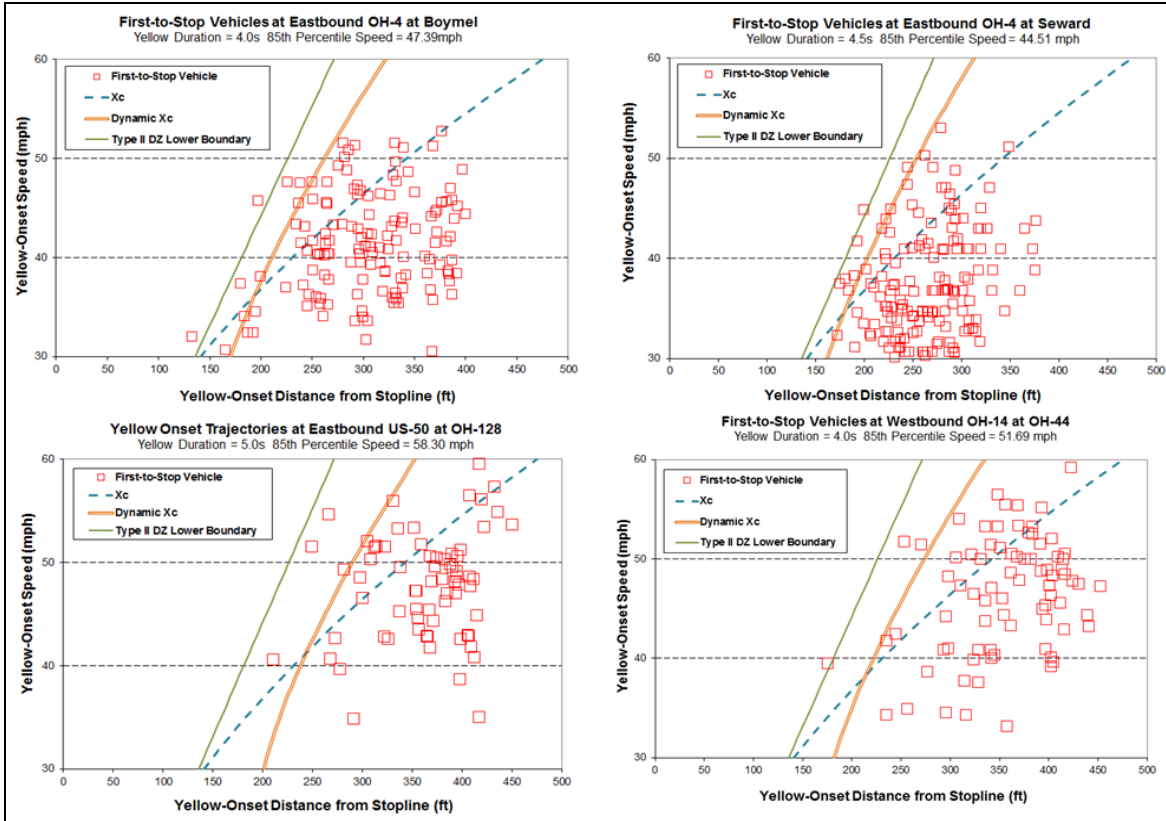 First-to-Stop Vehicles at Eastbound OH-4 at Boymel
Yellow Duration = 4.0s 85th Percentile Speed = 47.39mph
60
50
40
30
Yellow-Onset Speed (mph)
First-to-Stop Vehicle
Xc
Dynamic Xc
Type II DZ Lower Boundary
0 50 100 150 200 250 300 350 400 450 500
Yellow-Onset Distance from Stopline (ft)
First-to-Stop Vehicles at Eastbound OH-4 at Seward
Yellow Duration = 4.5s 85th Percentile Speed = 44.51 mph
60
50
40
30
Yellow-Onset Speed (mph)
First-to-Stop Vehicle
Xc
Dynamic Xc
Type II DZ Lower Boundary
0 50 100 150 200 250 300 350 400 450 500
Yellow-Onset Distance from Stopline (ft)
Yellow Onset Trajectories at Eastbound US-50 at OH-128
Yellow Duration = 5.0s 85th Percentile Speed = 58.30 mph
60
50
40
30
Yellow-Onset Speed (mph)
First-to-Stop Vehicle
Xc
Dynamic Xc
Type II DZ Lower Boundary
0 50 100 150 200 250 300 350 400 450 500
Yellow-Onset Distance from Stopline (ft)
First-to-Stop Vehicles at Westbound OH-14 at OH-44
Yellow Duration = 4.0s 85th Percentile Speed = 51.69 mph
60
50
40
30
Yellow-Onset Speed (mph)
First-to-Stop Vehicle
Xc
Dynamic Xc
Type II DZ Lower Boundary
0 50 100 150 200 250 300 350 400 450 500
Yellow-Onset Distance from Stopline (ft)